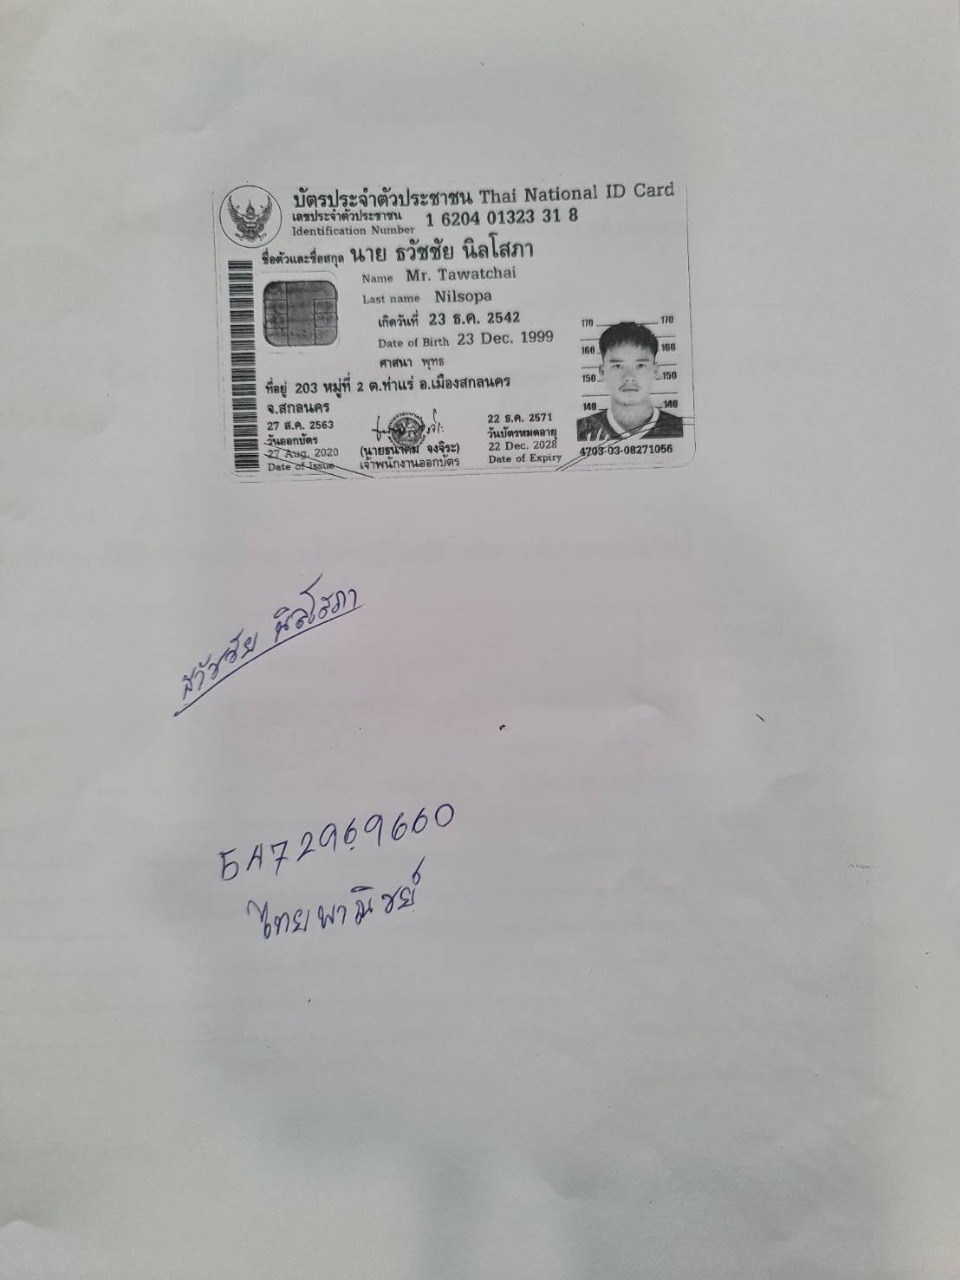 บัตรประจำตัวประชาชน Thai National ID Card
เลขประจำตัวประชาชน 1 6204 01323 31 8
Identification Number
ชื่อตัวและชื่อสกุล นาย ธวัชชัย นิลโสภา
Name Mr. Tawatchai
Last name Nilsopa
เกิดวันที่ 23 ธ.ค. 2542
Date of Birth 23 Dec. 1999
ศาสนา พุทธ
ที่อยู่ 203 หมู่ที่ 2 ต.ท่าแร่ อ.เมืองสกลนคร
จ.สกลนคร
27 ส.ค. 2563
วันออกบัตร
27 Aug. 2020
Date of Issue
(นายธนาคม จงจิระ)
เจ้าพนักงานออกบัตร
22 ธ.ค. 2571
วันบัตรหมดอายุ
22 Dec. 2028
Date of Expiry
170 170
160 160
150 150
140 140
4703-03-08271056
ธวัชชัย นิลโสภา
5A72969660
ไทยพาณิชย์